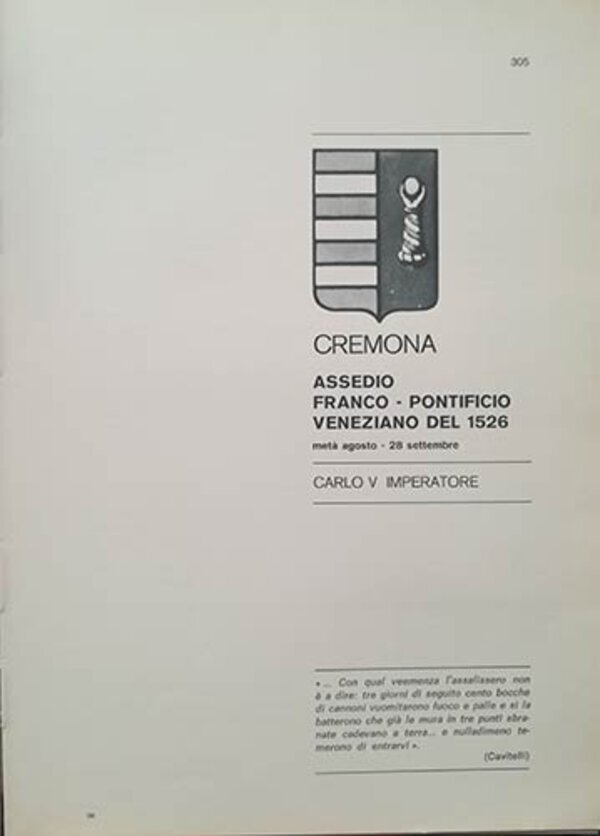 305
CREMONA
ASSEDIO
FRANCO - PONTIFICIO
VENEZIANO DEL 1526
metà agosto - 28 settembre
CARLO V IMPERATORE
« ... Con qual veemenza l'assalissero non
è a dire: tre giorni di seguito cento bocche
di cannoni vuomitarono fuoco e palle e sì la
batterono che già le mura in tre punti sbra-
nate cadevano a terra... e nulladimeno te-
merono di entrarvi ».
(Cavitelli)